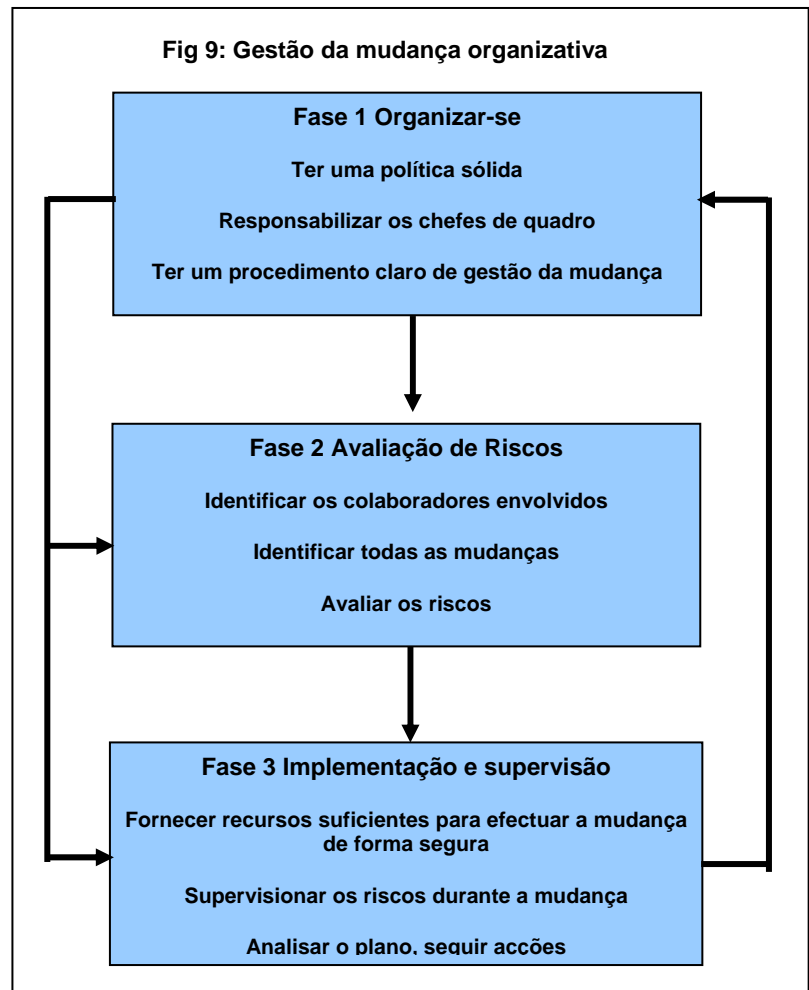 Fig 9: Gestão da mudança organizativa
Fase 1 Organizar-se
Ter uma política sólida
Responsabilizar os chefes de quadro
Ter um procedimento claro de gestão da mudança
Fase 2 Avaliação de Riscos
Identificar os colaboradores envolvidos
Identificar todas as mudanças
Avaliar os riscos
Fase 3 Implementação e supervisão
Fornecer recursos suficientes para efectuar a mudança
de forma segura
Supervisionar os riscos durante a mudança
Analisar o plano, seguir acções